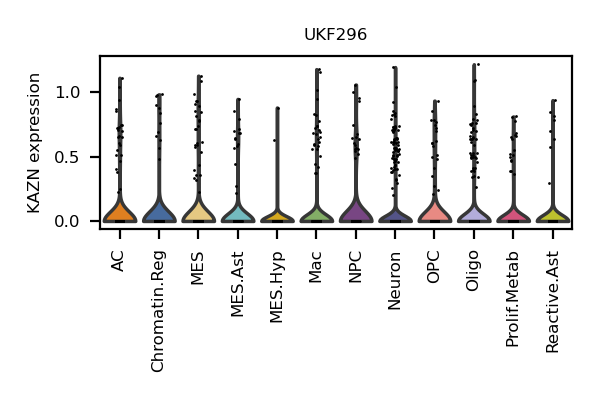 UKF296
KAZN expression
1.0
0.5
0.0
AC
Chromatin.Reg
MES
MES.Ast
MES.Hyp
Mac
NPC
Neuron
OPC
Oligo
Prolif.Metab
Reactive.Ast